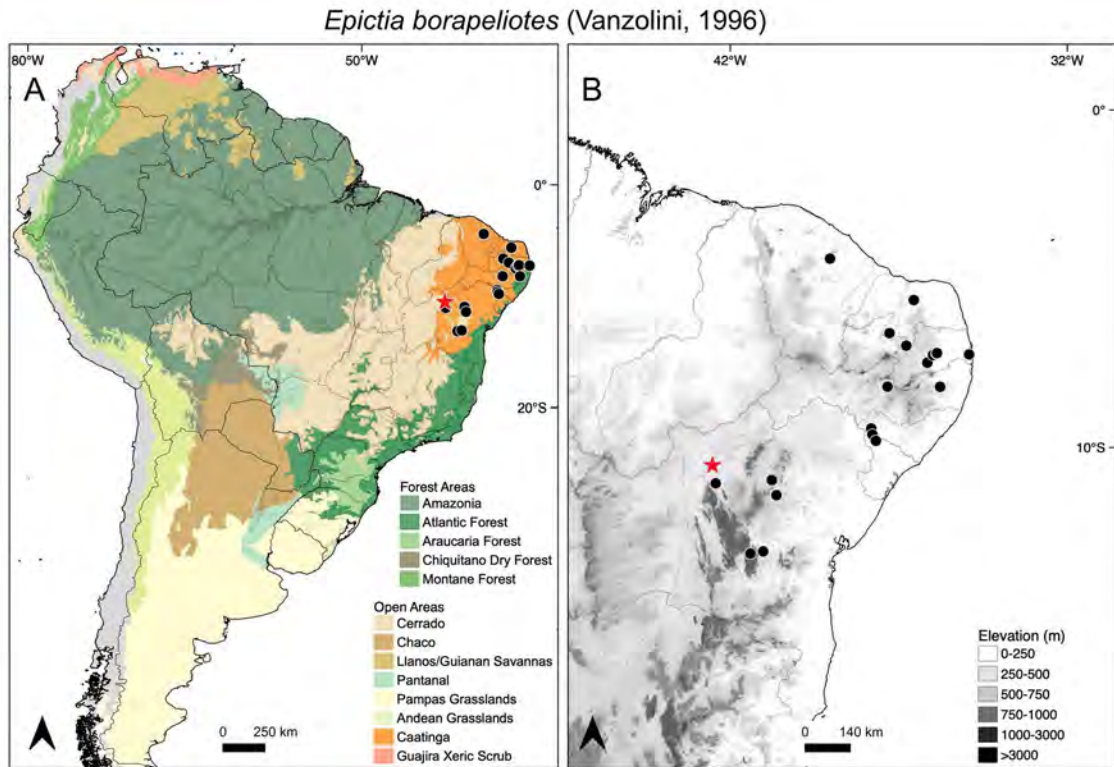 Epictia borapeliotes (Vanzolini, 1996)
80°W
50°W
A
0°
20°S
Forest Areas
Amazonia
Atlantic Forest
Araucaria Forest
Chiquitano Dry Forest
Montane Forest
Open Areas
Cerrado
Chaco
Llanos/Guianan Savannas
Pantanal
Pampas Grasslands
Andean Grasslands
Caatinga
Guajira Xeric Scrub
0 250 km
B
42°W
32°W
0°
10°S
Elevation (m)
0-250
250-500
500-750
750-1000
1000-3000
>3000
0 140 km